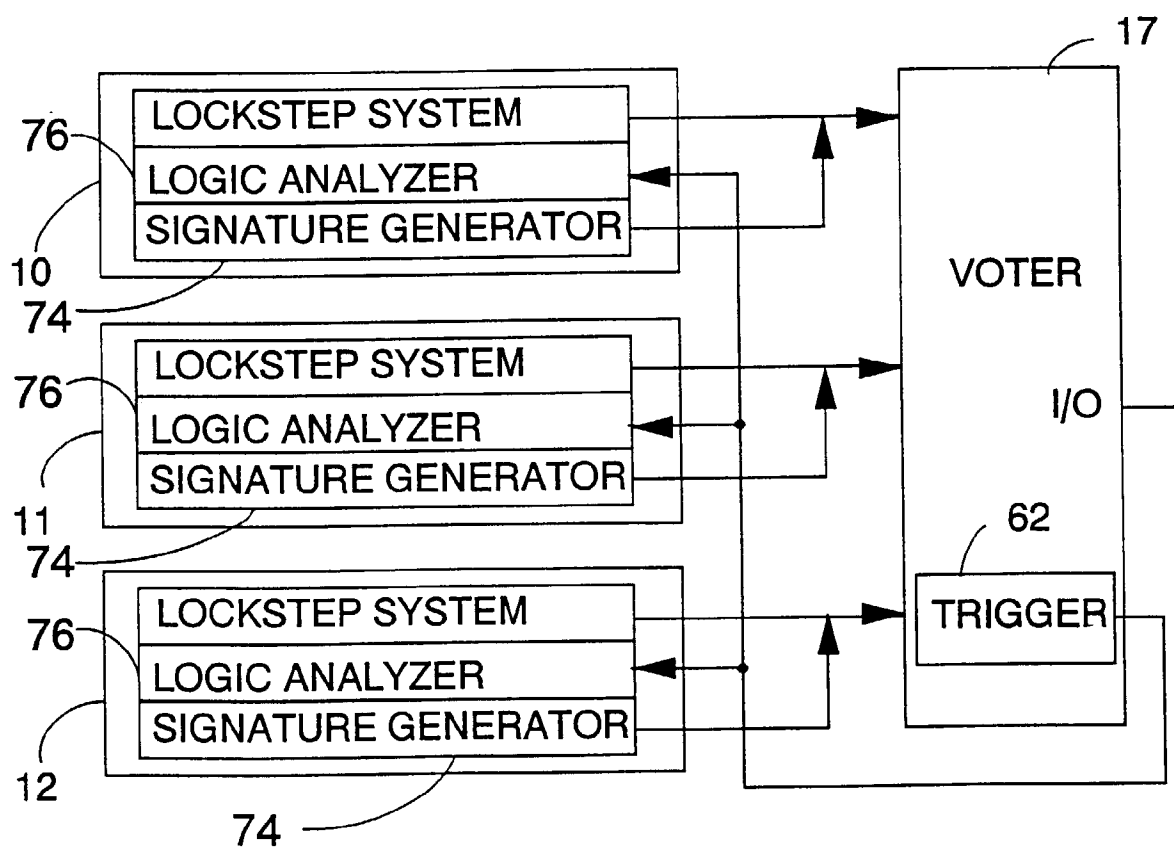 17
LOCKSTEP SYSTEM
76
LOGIC ANALYZER
SIGNATURE GENERATOR
10
74
VOTER
LOCKSTEP SYSTEM
76
LOGIC ANALYZER
I/O
SIGNATURE GENERATOR
11
74
62
LOCKSTEP SYSTEM
TRIGGER
76
LOGIC ANALYZER
SIGNATURE GENERATOR
12
74